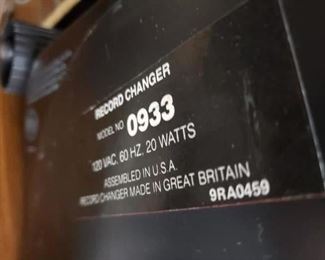 RECORD CHANGER
MODEL NO 0933
120 VAC. 60 HZ. 20 WATTS
ASSEMBLED IN U.S.A.
RECORD CHANGER MADE IN GREAT BRITAIN
9RA0459